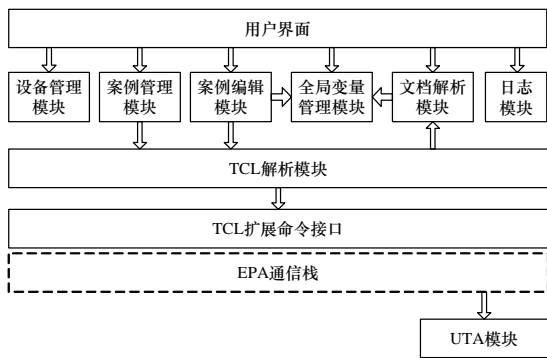 用户界面
设备管理
模块
案例管理
模块
案例编辑
模块
全局变量
管理模块
文档解析
模块
日志
模块
TCL解析模块
TCL扩展命令接口
EPA通信栈
UTA模块